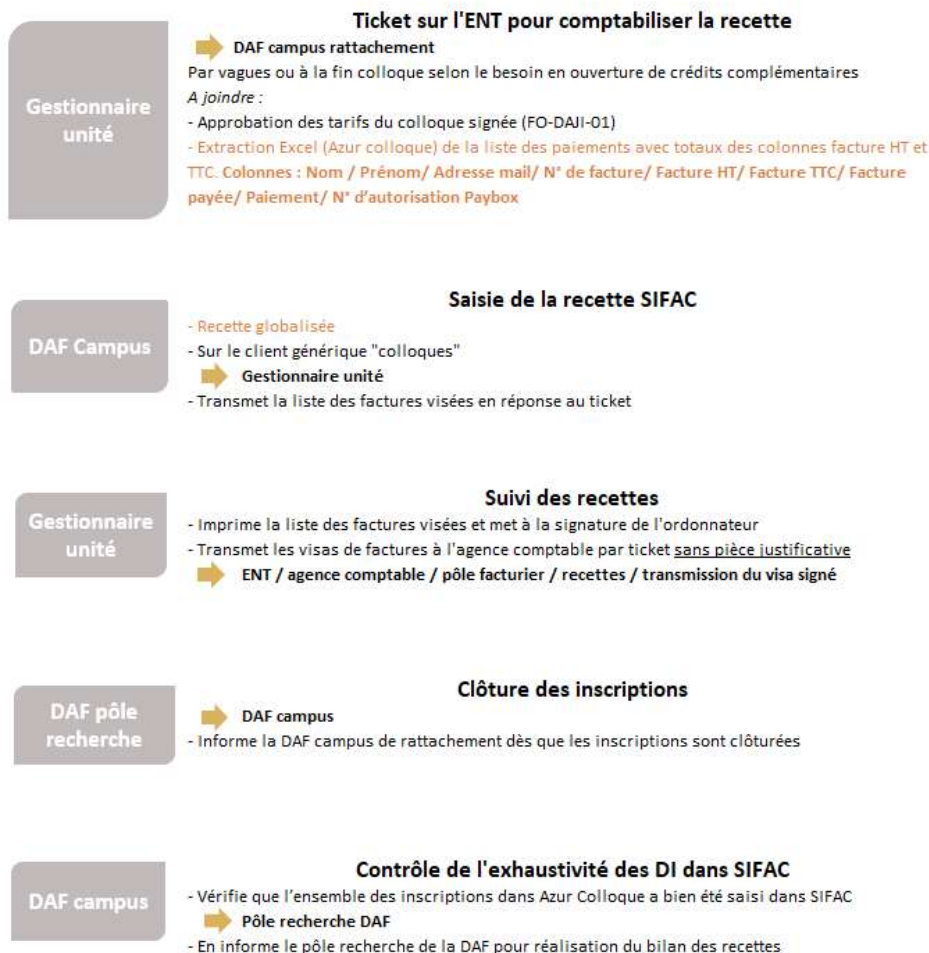 Ticket sur l'ENT pour comptabiliser la recette
Gestionnaire
unité
DAF campus rattachement
Par vagues ou à la fin colloque selon le besoin en ouverture de crédits complémentaires
A joindre :
- Approbation des tarifs du colloque signée (FO-DAJI-01)
- Extraction Excel (Azur colloque) de la liste des paiements avec totaux des colonnes facture HT et
TTC. Colonnes : Nom / Prénom/ Adresse mail/ N° de facture/ Facture HT/ Facture TTC/ Facture
payée/ Paiement/ N° d'autorisation Paybox
Saisie de la recette SIFAC
DAF Campus
- Recette globalisée
- Sur le client générique "colloques"
Gestionnaire unité
- Transmet la liste des factures visées en réponse au ticket
Suivi des recettes
Gestionnaire
unité
- Imprime la liste des factures visées et met à la signature de l'ordonnateur
- Transmet les visas de factures à l'agence comptable par ticket sans pièce justificative
ENT / agence comptable / pôle facturier / recettes / transmission du visa signé
Clôture des inscriptions
DAF pôle
recherche
DAF campus
- Informe la DAF campus de rattachement dès que les inscriptions sont clôturées
Contrôle de l'exhaustivité des DI dans SIFAC
DAF campus
- Vérifie que l'ensemble des inscriptions dans Azur Colloque a bien été saisi dans SIFAC
Pôle recherche DAF
- En informe le pôle recherche de la DAF pour réalisation du bilan des recettes